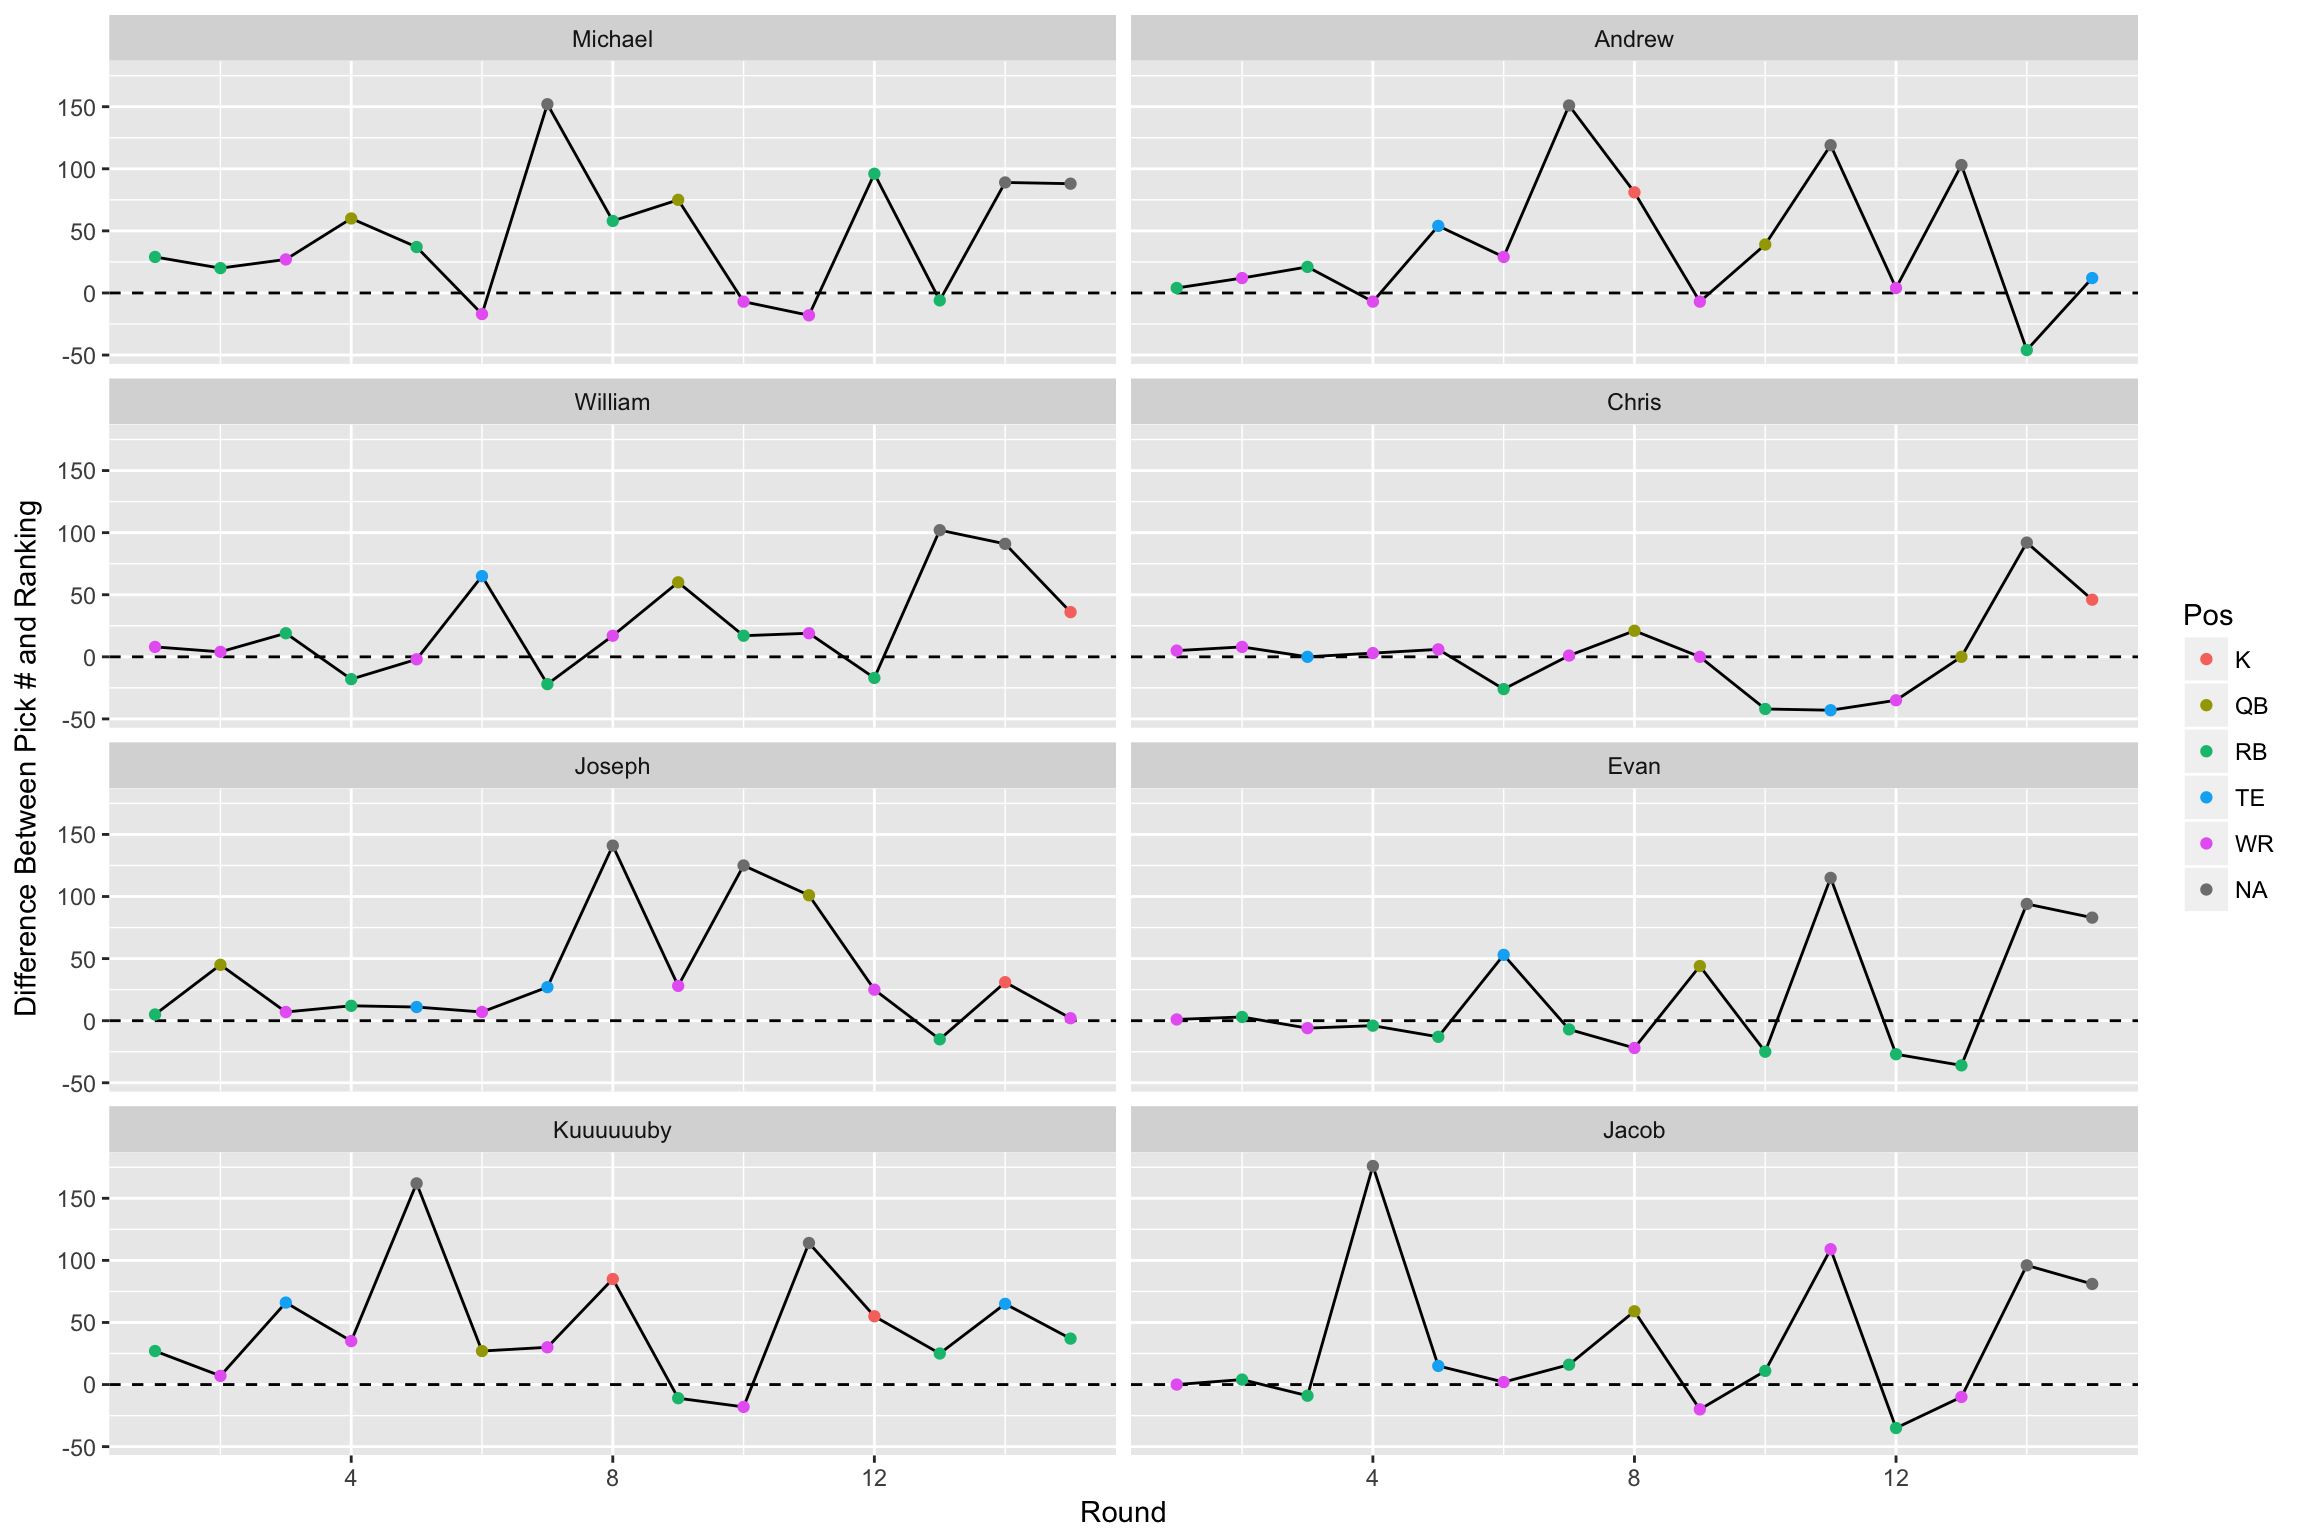 Michael
Andrew
150
100
50
0
-50
William
Chris
150
100
50
0
-50
Joseph
Evan
150
100
50
0
-50
Kuuuuuuby
Jacob
150
100
50
0
-50
4
8
12
4
8
12
Round
Difference Between Pick # and Ranking
Pos
K
QB
RB
TE
WR
NA